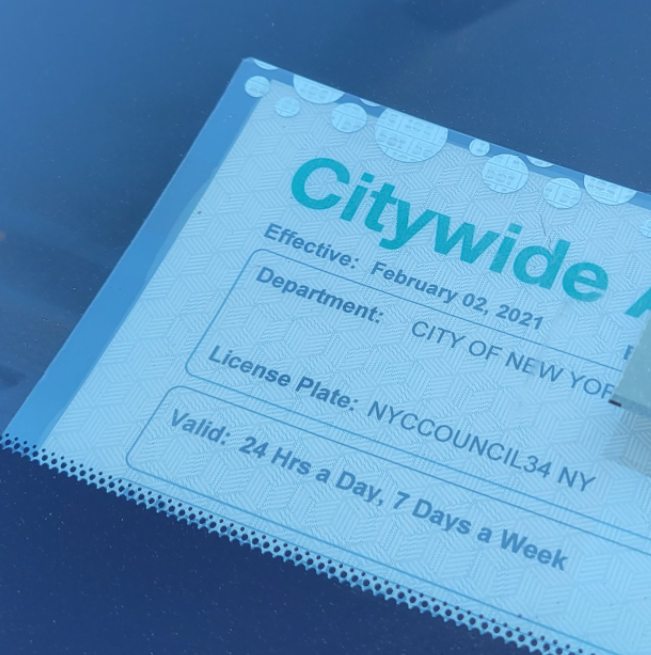 Citywide A
Effective: February 02, 2021
Department: CITY OF NEW YOR
License Plate: NYCCOUNCIL34 NY
Valid: 24 Hrs a Day, 7 Days a Week